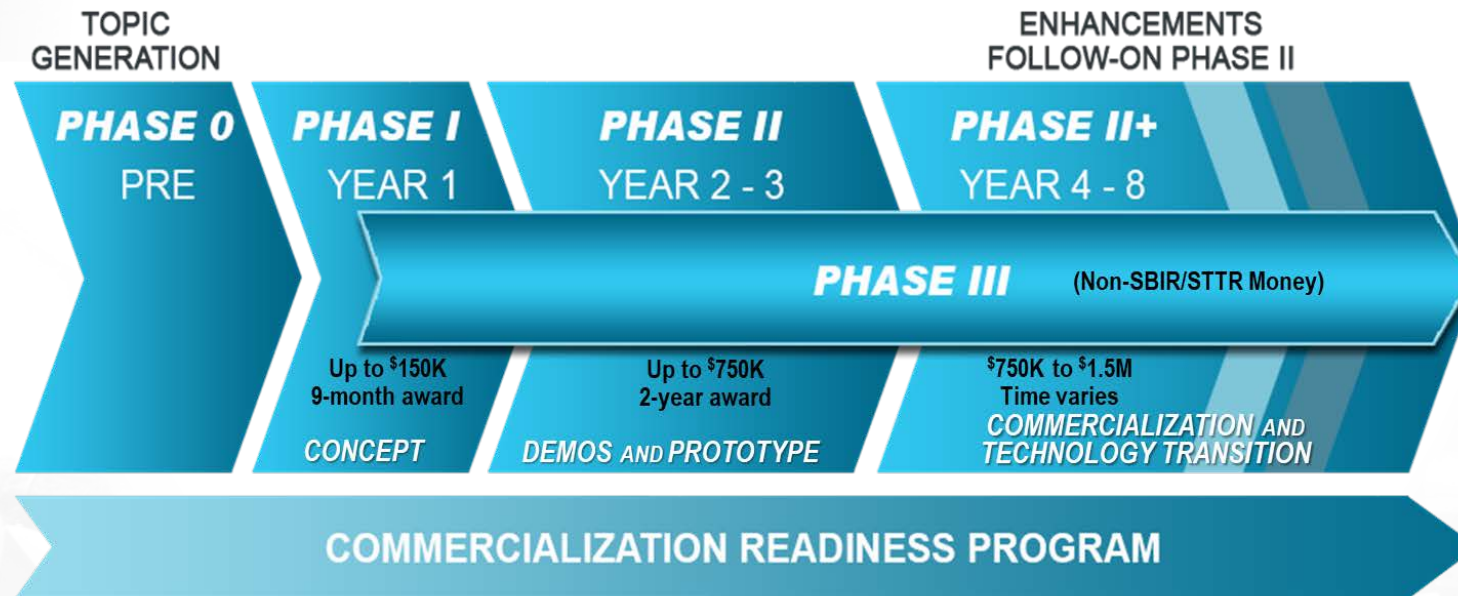 TOPIC
GENERATION
ENHANCEMENTS
FOLLOW-ON PHASE II
PHASE 0
PRE
PHASE I
YEAR 1
PHASE II
YEAR 2 - 3
PHASE II+
YEAR 4 - 8
PHASE III (Non-SBIR/STTR Money)
Up to $150K
9-month award
CONCEPT
Up to $750K
2-year award
DEMOS AND PROTOTYPE
$750K to $1.5M
Time varies
COMMERCIALIZATION AND
TECHNOLOGY TRANSITION
COMMERCIALIZATION READINESS PROGRAM